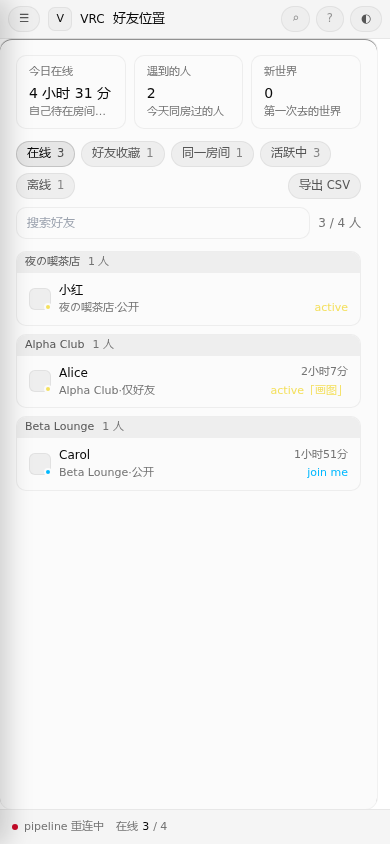 ☰ V VRC 好友位置 ⌕ ? ◐
今日在线 遇到的人 新世界
4 小时 31 分 2 0
自己待在房间… 今天同房过的人 第一次去的世界
在线 3 好友收藏 1 同一房间 1 活跃中 3
离线 1 导出 CSV
搜索好友 3 / 4 人
夜の喫茶店 1 人
小红
夜の喫茶店·公开 active
Alpha Club 1 人
Alice 2小时7分
Alpha Club·仅好友 active「画图」
Beta Lounge 1 人
Carol 1小时51分
Beta Lounge·公开 join me
pipeline 重连中 在线 3 / 4